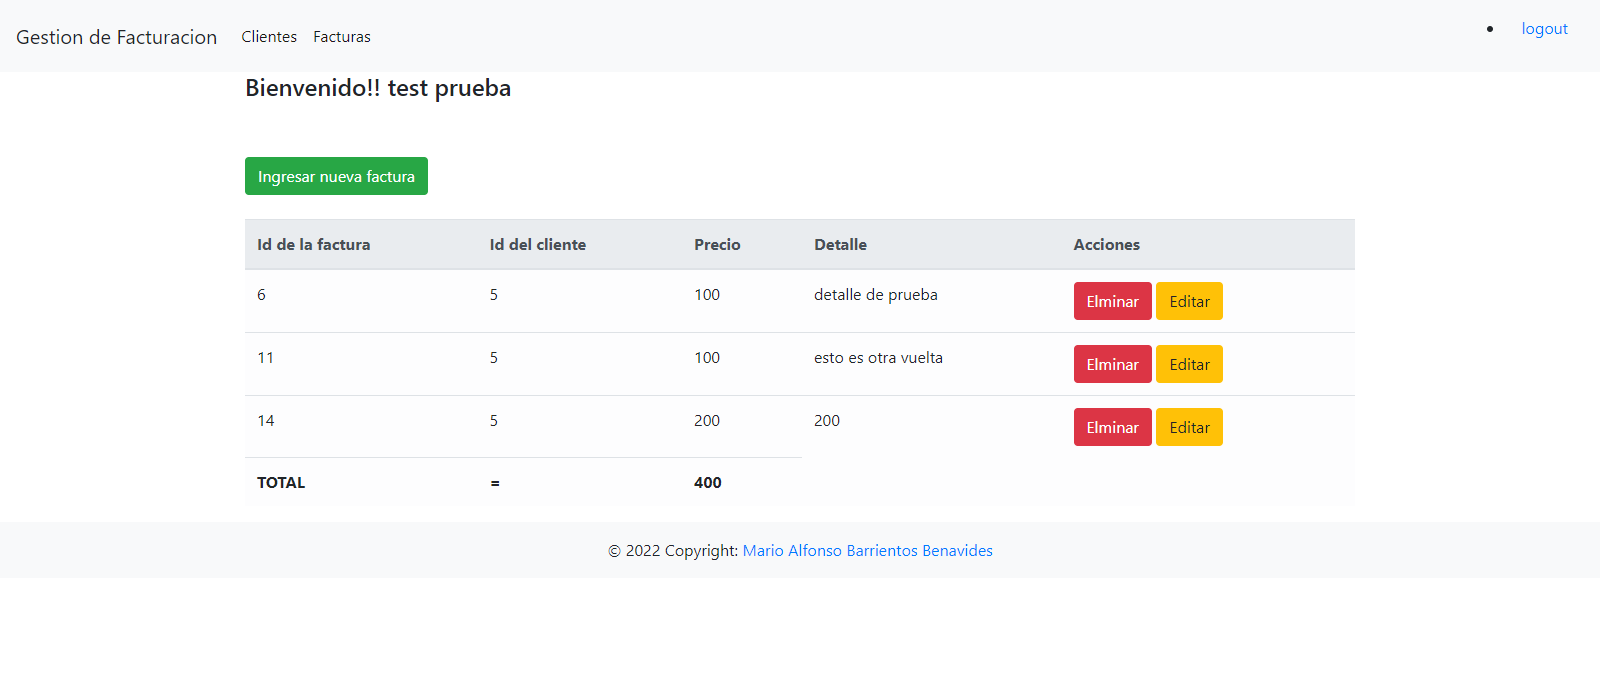 Gestion de Facturacion Clientes Facturas • logout
Bienvenido!! test prueba
Ingresar nueva factura
Id de la factura Id del cliente Precio Detalle Acciones
6 5 100 detalle de prueba Elminar Editar
11 5 100 esto es otra vuelta Elminar Editar
14 5 200 200 Elminar Editar
TOTAL = 400
© 2022 Copyright: Mario Alfonso Barrientos Benavides